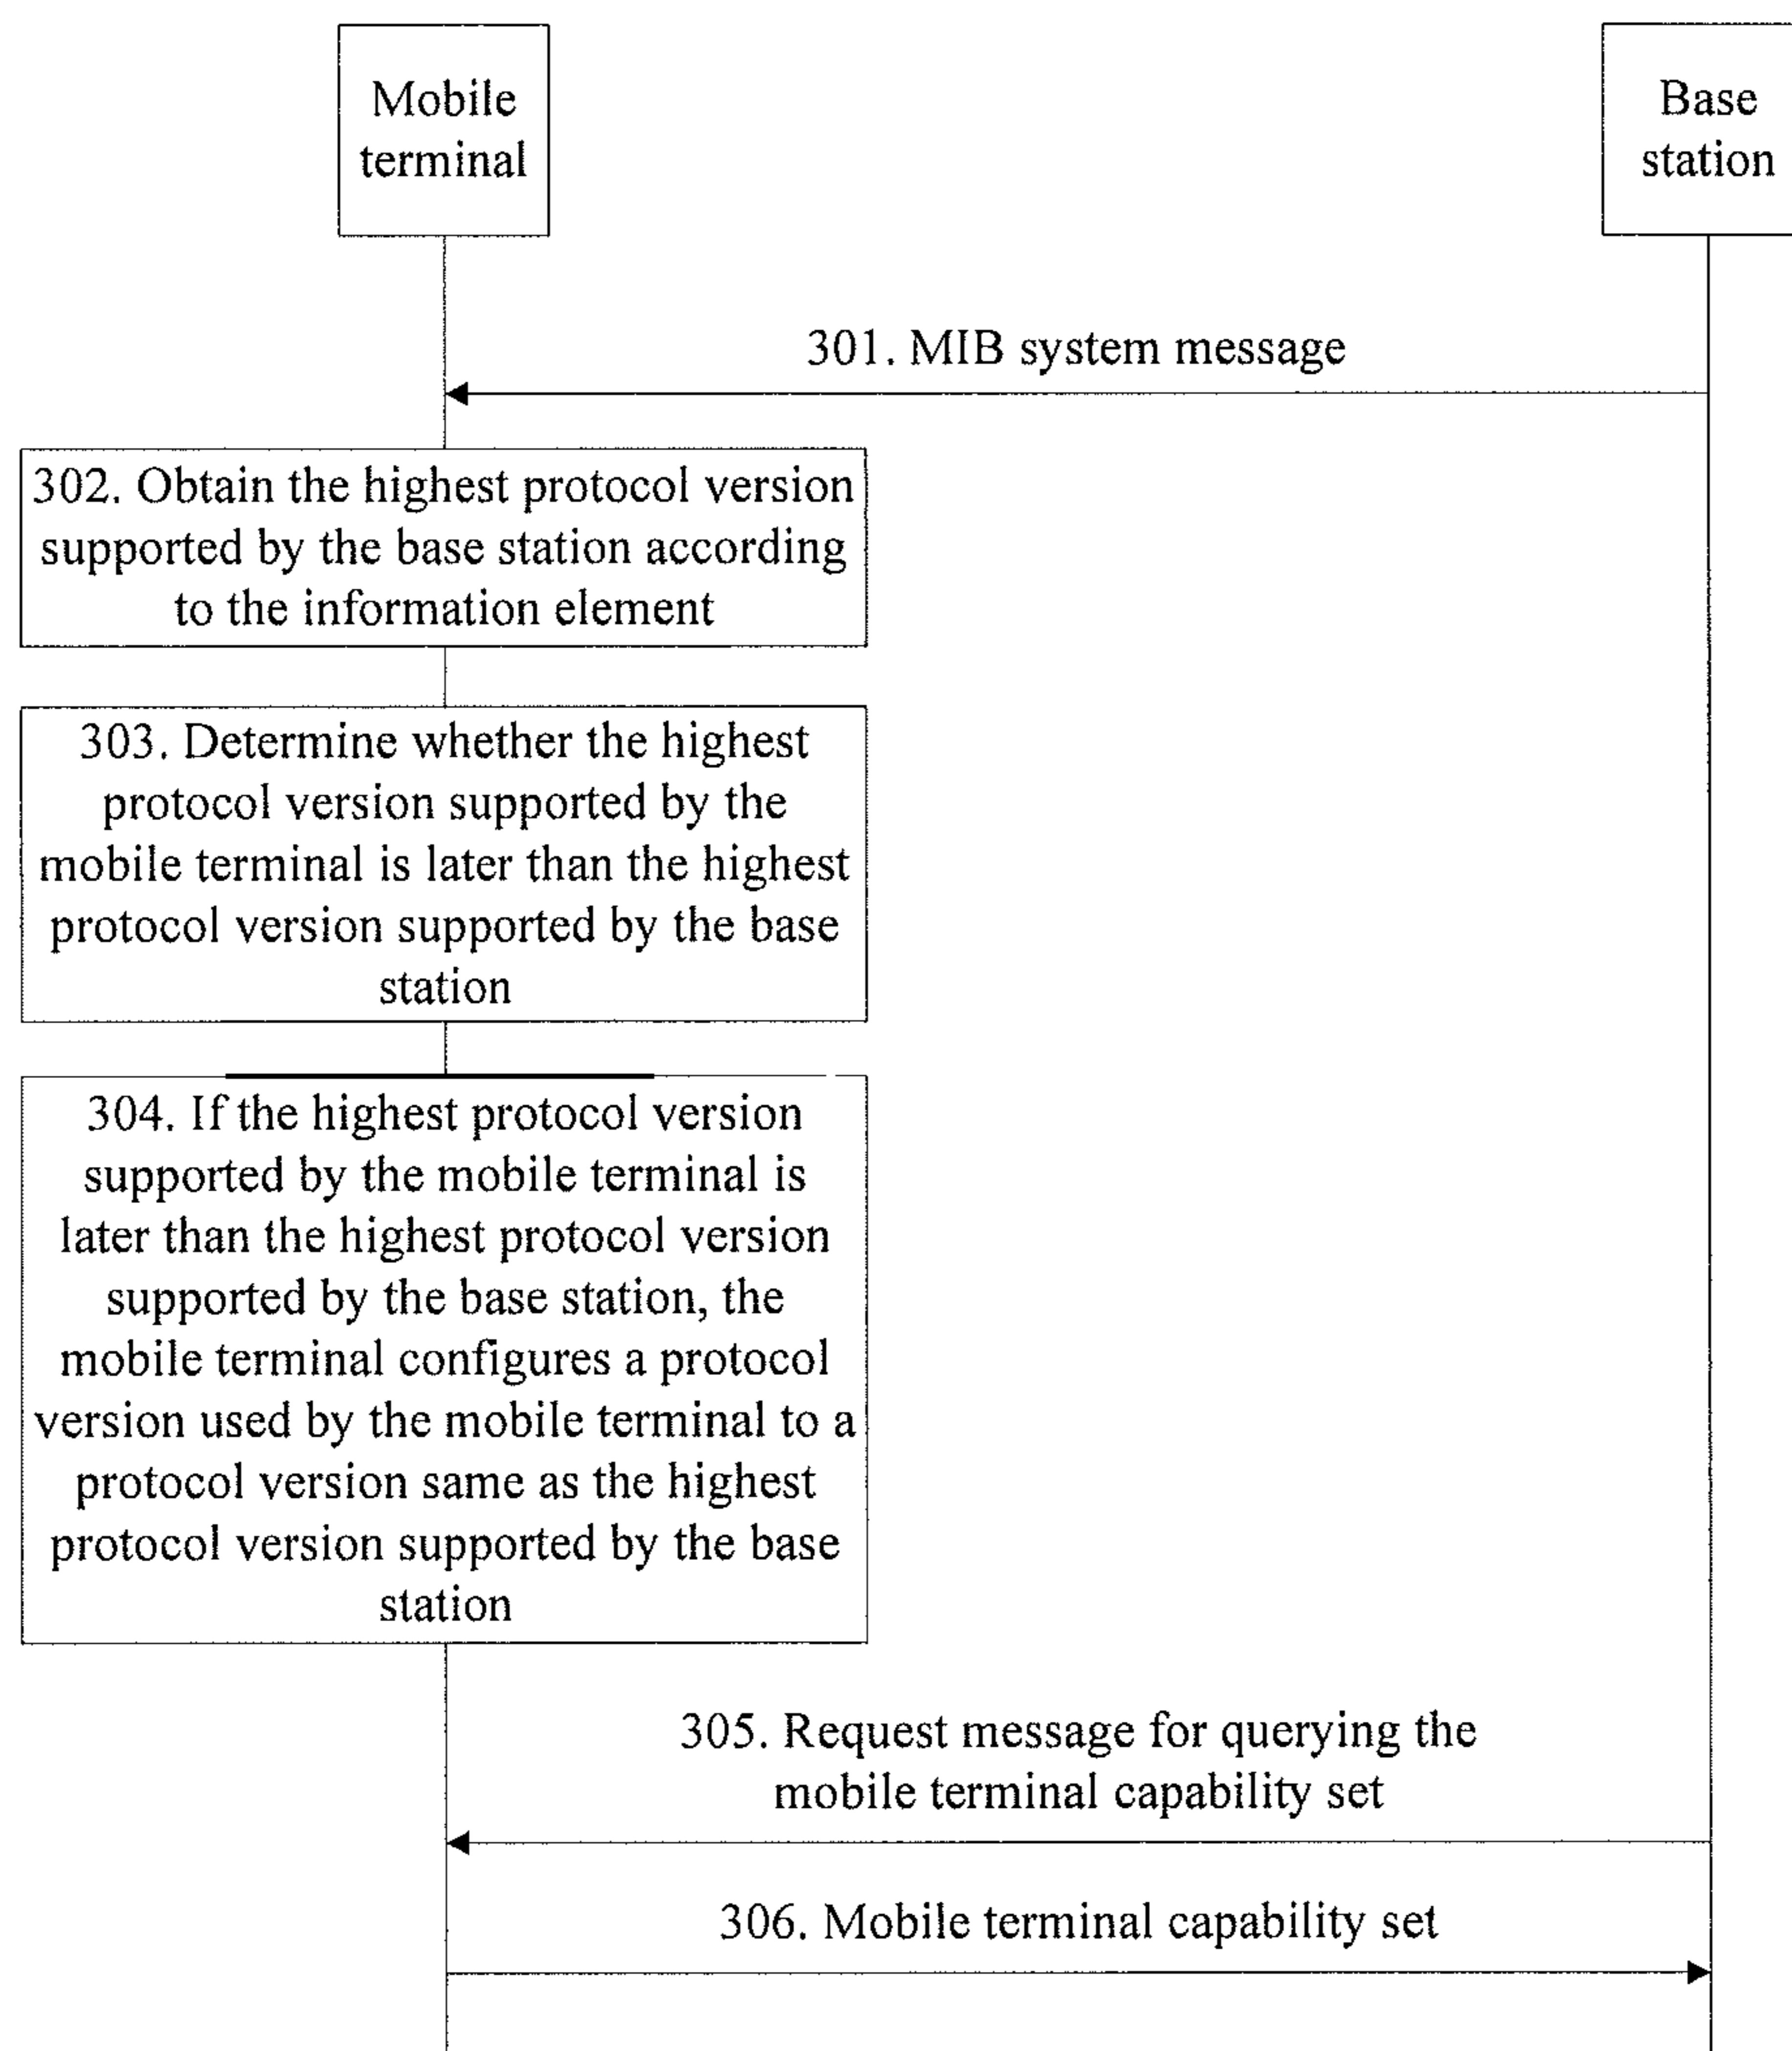 Mobile
terminal
Base
station
301. MIB system message
302. Obtain the highest protocol version
supported by the base station according
to the information element
303. Determine whether the highest
protocol version supported by the
mobile terminal is later than the highest
protocol version supported by the base
station
304. If the highest protocol version
supported by the mobile terminal is
later than the highest protocol version
supported by the base station, the
mobile terminal configures a protocol
version used by the mobile terminal to a
protocol version same as the highest
protocol version supported by the base
station
305. Request message for querying the
mobile terminal capability set
306. Mobile terminal capability set